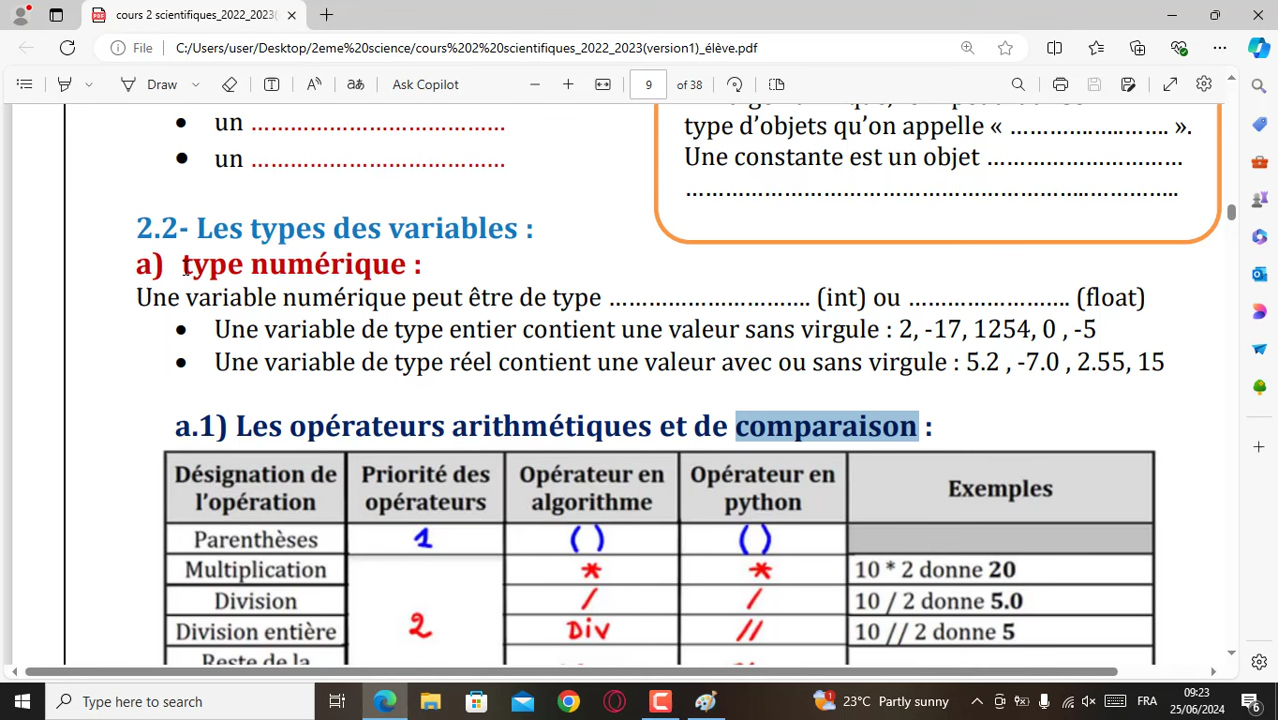 cours 2 scientifiques_2022_2023(
File
C:/Users/user/Desktop/2eme%20science/cours%202%20scientifiques_2022_2023(version1)_élève.pdf
Draw
aあ
Ask Copilot
9
of 38
un ……………………………….
un ……………………………….
type d’objets qu’on appelle « …………………. ».
Une constante est un objet …………………………
…………………………………………………..…………..
2.2- Les types des variables :
a) type numérique :
Une variable numérique peut être de type ………………………….. (int) ou ……………………. (float)
Une variable de type entier contient une valeur sans virgule : 2, -17, 1254, 0 , -5
Une variable de type réel contient une valeur avec ou sans virgule : 5.2 , -7.0 , 2.55, 15
a.1) Les opérateurs arithmétiques et de comparaison :
Désignation de l’opération
Priorité des opérateurs
Opérateur en algorithme
Opérateur en python
Exemples
Parenthèses 1 ( ) ( )
Multiplication * * 10 * 2 donne 20
Division / / 10 / 2 donne 5.0
Division entière 2 Div // 10 // 2 donne 5
Reste de la
Type here to search
1
23°C Partly sunny
FRA
09:23
25/06/2024
6